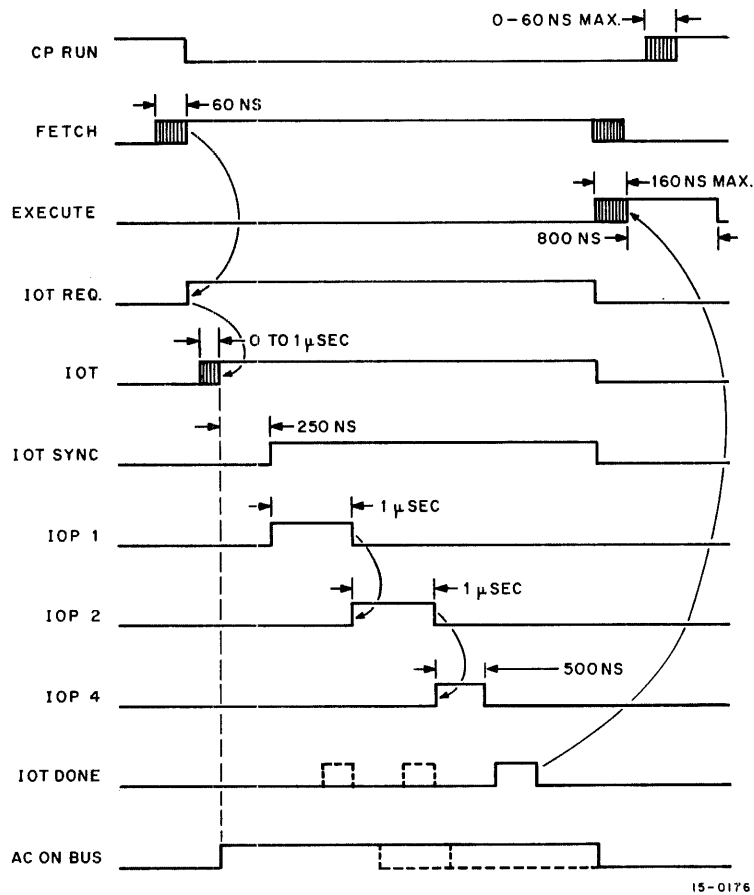 0-60 NS MAX.
CP RUN
60 NS
FETCH
160 NS MAX.
EXECUTE
800 NS
IOT REQ.
0 TO 1 μSEC
IOT
250 NS
IOT SYNC
1 μSEC
IOP 1
1 μSEC
IOP 2
500 NS
IOP 4
IOT DONE
AC ON BUS
15-0176